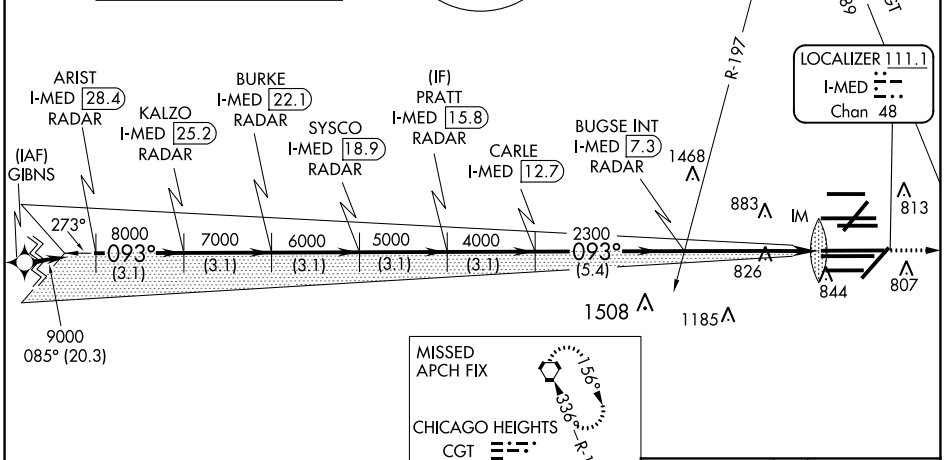 R-197
89
GT
LOCALIZER 111.1
I-MED
Chan 48
ARIST
I-MED 28.4
RADAR
KALZO
I-MED 25.2
RADAR
BURKE
I-MED 22.1
RADAR
SYSCO
I-MED 18.9
RADAR
(IF)
PRATT
I-MED 15.8
RADAR
CARLE
I-MED 12.7
BUGSE INT
I-MED 7.3
RADAR
(IAF)
GIBNS
1468
883
IM
813
273°
8000
093°
(3.1)
7000
(3.1)
6000
(3.1)
5000
(3.1)
4000
(3.1)
2300
093°
(5.4)
826
844
807
1508
1185
9000
085° (20.3)
MISSED
APCH FIX
156°
336°
R-1
CHICAGO HEIGHTS
CGT